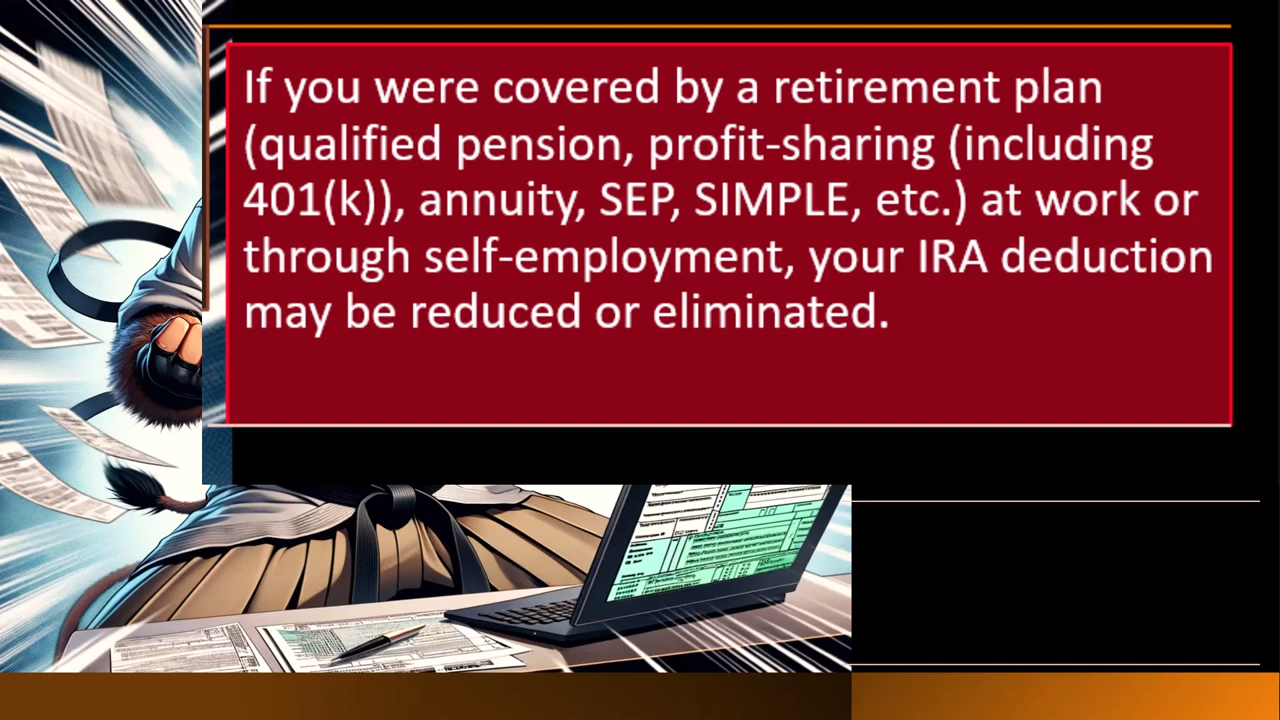 If you were covered by a retirement plan
(qualified pension, profit-sharing (including
401(k)), annuity, SEP, SIMPLE, etc.) at work or
through self-employment, your IRA deduction
may be reduced or eliminated.